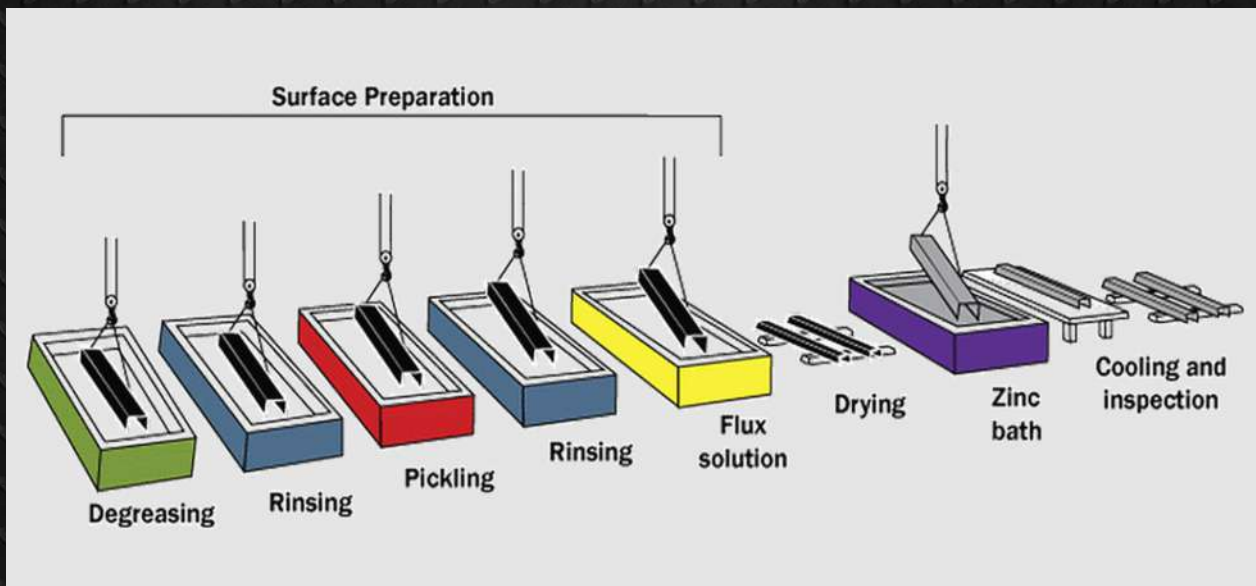 Surface Preparation
Degreasing
Rinsing
Pickling
Rinsing
Flux
solution
Drying
Zinc
bath
Cooling and
inspection